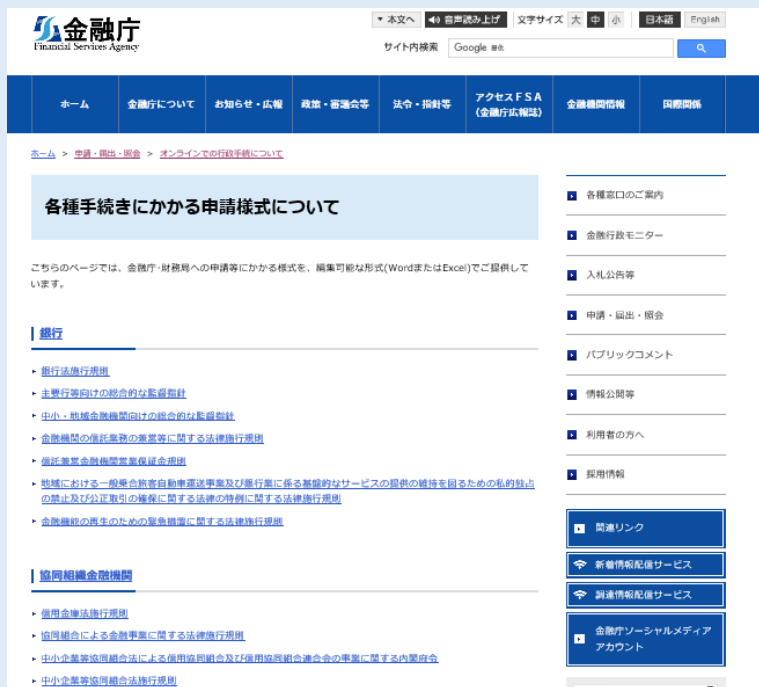 金融庁
Financial Services Agency
▼ 本文へ
音声読み上げ
文字サイズ 大 中 小
日本語 English
サイト内検索
Google 提供
ホーム
金融庁について
お知らせ・広報
政策・審議会等
法令・指針等
アクセスFSA
(金融庁広報誌)
金融機関情報
国際関係
ホーム > 申請・届出・照会 > オンラインでの行政手続について
各種手続きにかかる申請様式について
こちらのページでは、金融庁・財務局への申請等にかかる様式を、編集可能な形式(WordまたはExcel)でご提供して
います。
銀行
銀行法施行規則
主要行等向けの総合的な監督指針
中小・地域金融機関向けの総合的な監督指針
金融機関の信託業務の兼営等に関する法律施行規則
信託兼営金融機関営業保証金規則
地域における一般乗合旅客自動車運送事業及び銀行業に係る基盤的なサービスの提供の維持を図るための私的独占
の禁止及び公正取引の確保に関する法律の特例に関する法律施行規則
金融機能の再生のための緊急措置に関する法律施行規則
協同組織金融機関
信用金庫法施行規則
協同組合による金融事業に関する法律施行規則
中小企業等協同組合法による信用協同組合及び信用協同組合連合会の事業に関する内閣府令
中小企業等協同組合法施行規則
各種窓口のご案内
金融行政モニター
入札公告等
申請・届出・照会
パブリックコメント
情報公開等
利用者の方へ
採用情報
関連リンク
新着情報配信サービス
調達情報配信サービス
金融庁ソーシャルメディア
アカウント